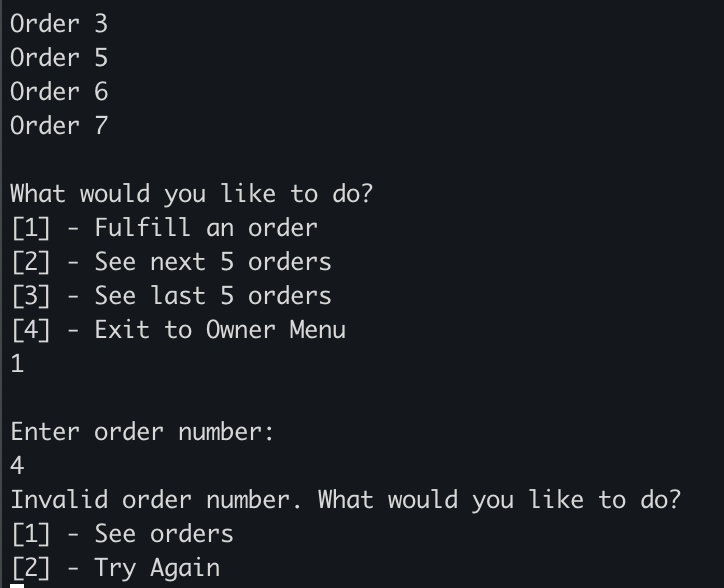 Order 3
Order 5
Order 6
Order 7
What would you like to do?
[1] - Fulfill an order
[2] - See next 5 orders
[3] - See last 5 orders
[4] - Exit to Owner Menu
1
Enter order number:
4
Invalid order number. What would you like to do?
[1] - See orders
[2] - Try Again